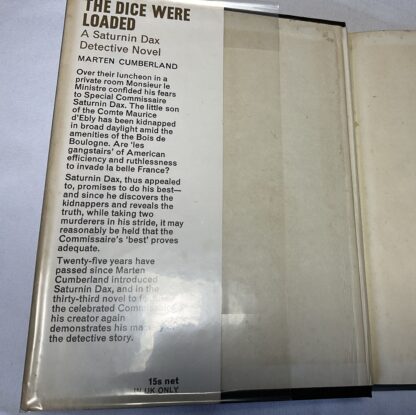 THE DICE WERE
LOADED
A Saturnin Dax
Detective Novel
MARTEN CUMBERLAND
Over their luncheon in a
private room Monsieur le
Ministre confided his fears
to Special Commissaire
Saturnin Dax. The little son
of the Comte Maurice
d'Ebly has been kidnapped
in broad daylight amid the
amenities of the Bois de
Boulogne. Are 'les
gangstairs' of American
efficiency and ruthlessness
to invade la belle France?
Saturnin Dax, thus appealed
to, promises to do his best—
and since he discovers the
kidnappers and reveals the
truth, while taking two
murderers in his stride, it may
reasonably be held that the
Commissaire's 'best' proves
adequate.
Twenty-five years have
passed since Marten
Cumberland introduced
Saturnin Dax, and in the
thirty-third novel to
the celebrated
his creator again
demonstrates his
the detective story.
15s net
IN UK ONLY